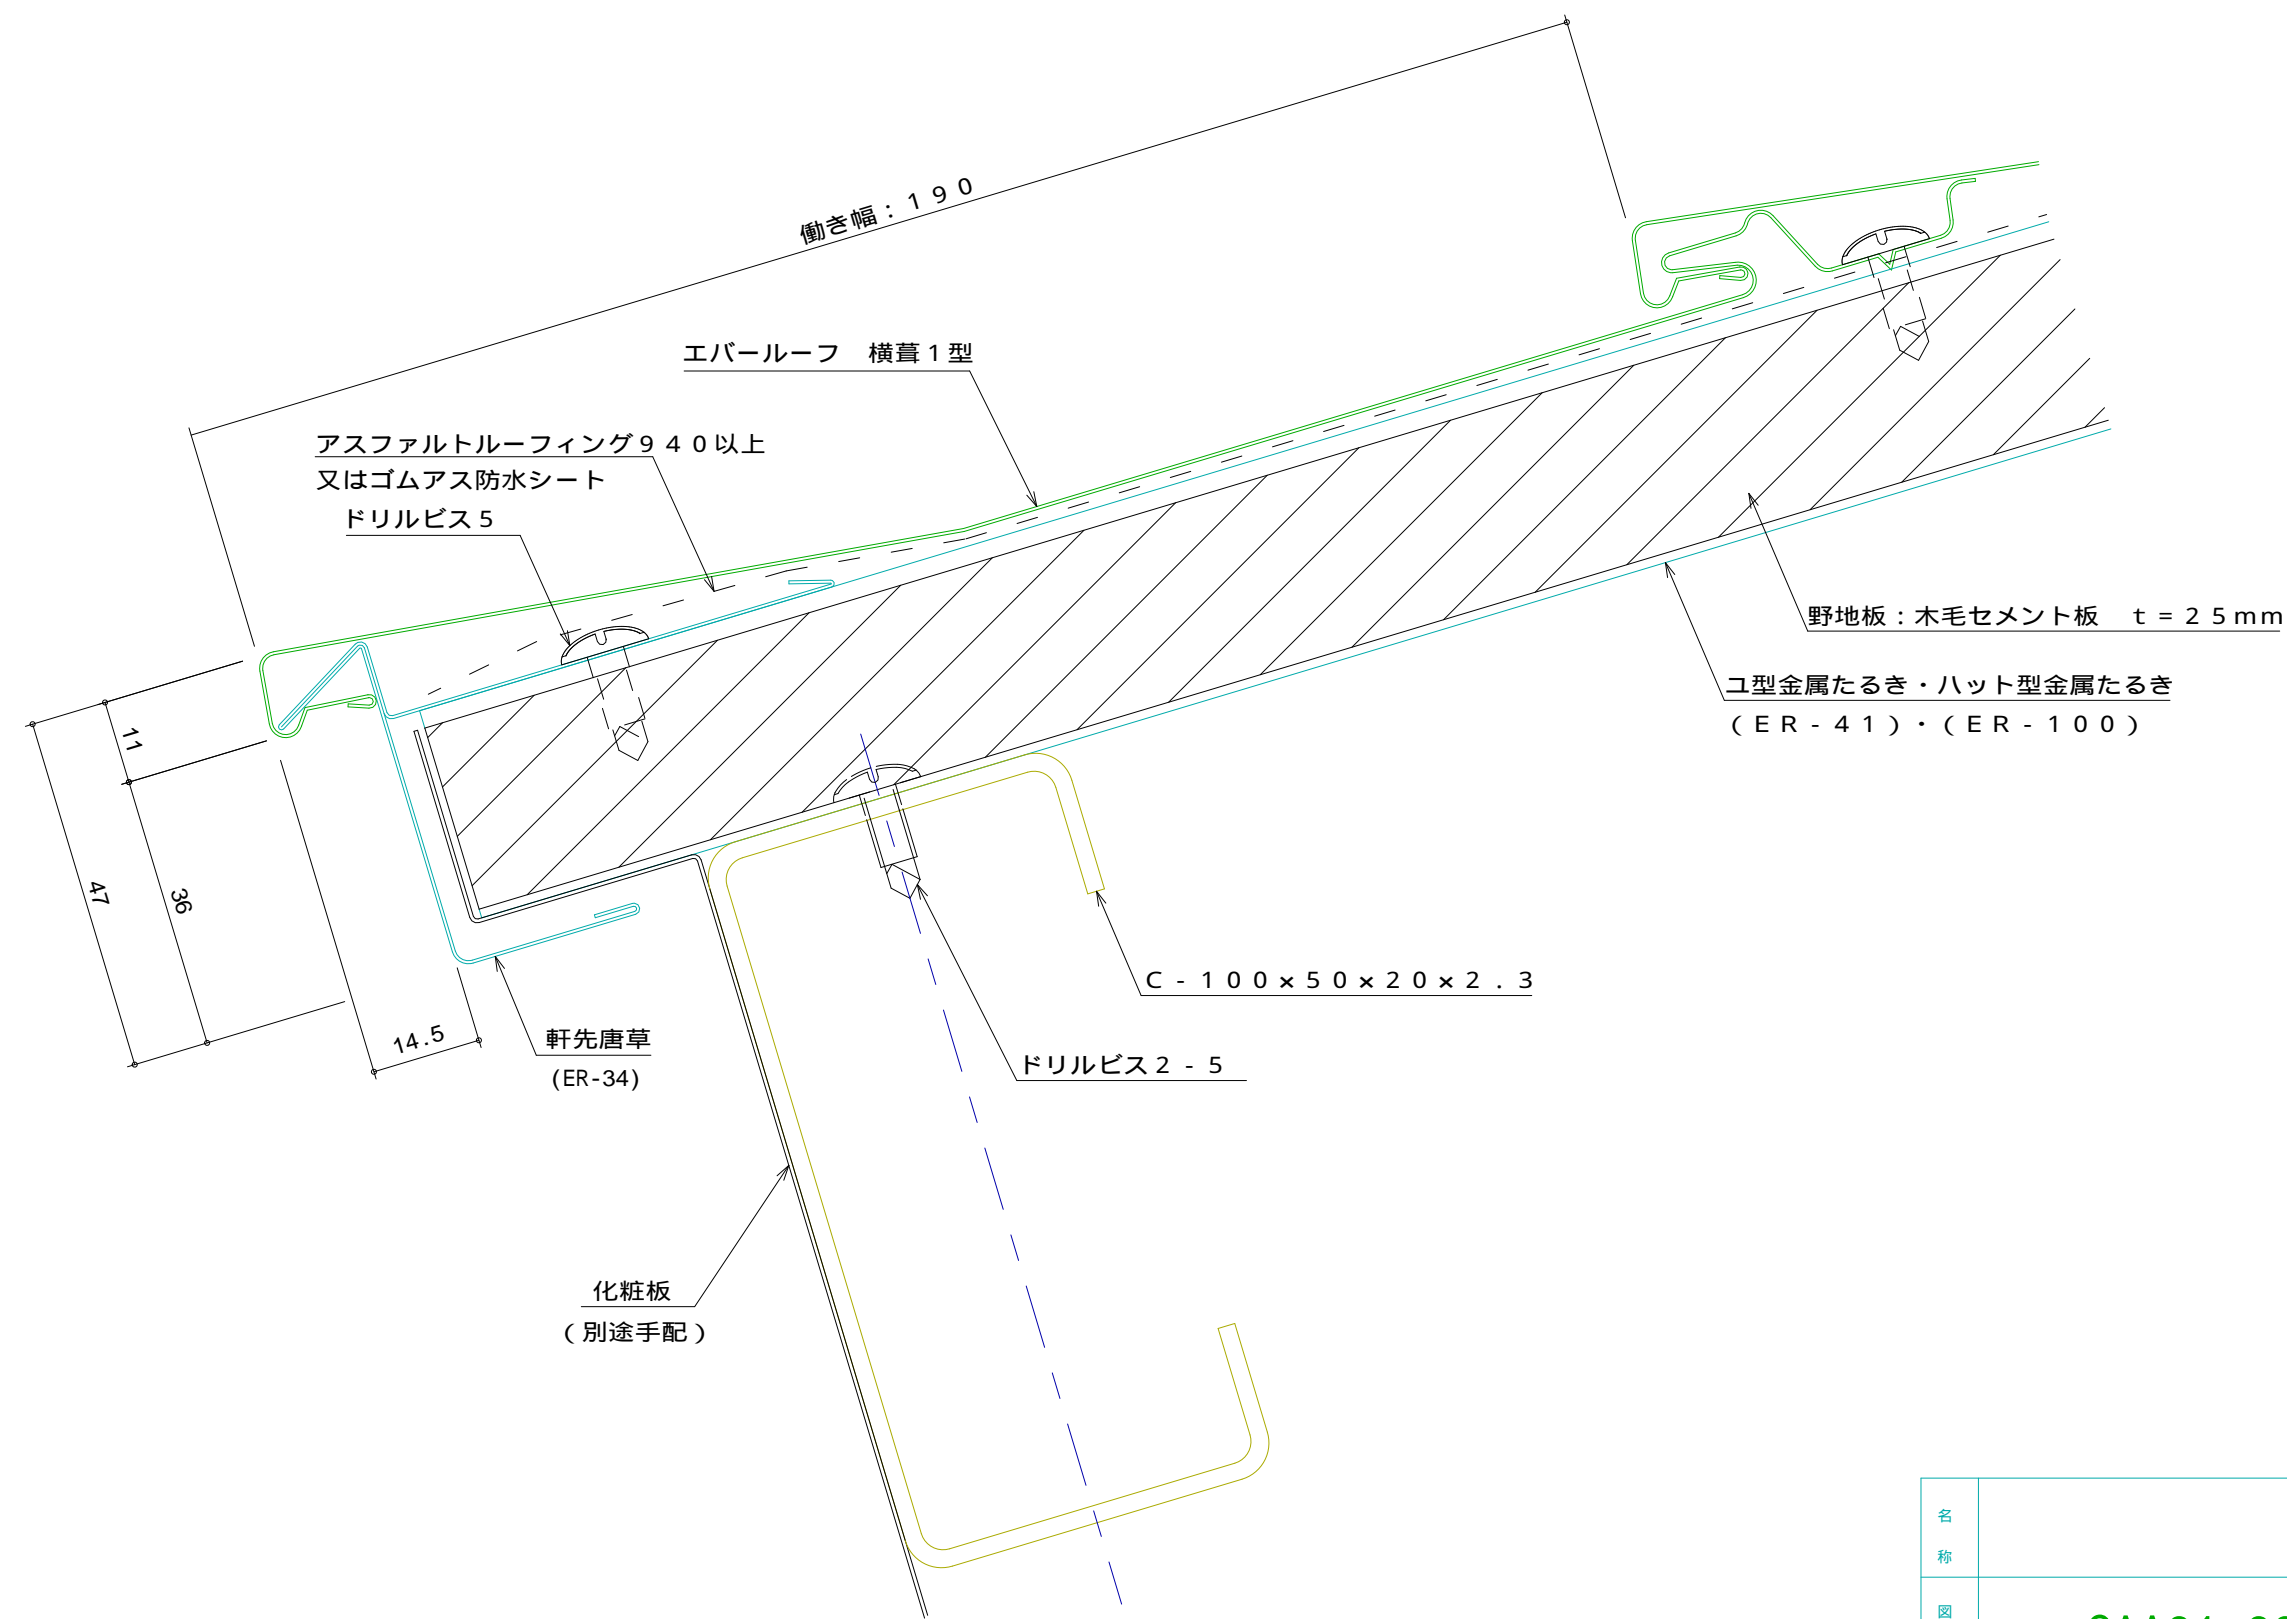 働き幅：１９０
エバールーフ　横葺１型
アスファルトルーフィング９４０以上
又はゴムアス防水シート
ドリルビス５
野地板：木毛セメント板　ｔ＝２５ｍｍ
ユ型金属たるき・ハット型金属たるき
（ＥＲ－４１）・（ＥＲ－１００）
11
47
36
14.5
Ｃ－１００×５０×２０×２．３
軒先唐草
(ER-34)
ドリルビス２－５
化粧板
（別途手配）
名
称
図